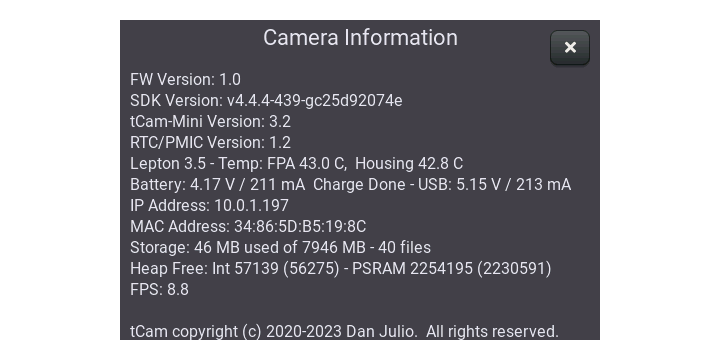 Camera Information
FW Version: 1.0
SDK Version: v4.4.4-439-gc25d92074e
tCam-Mini Version: 3.2
RTC/PMIC Version: 1.2
Lepton 3.5 - Temp: FPA 43.0 C,  Housing 42.8 C
Battery: 4.17 V / 211 mA  Charge Done - USB: 5.15 V / 213 mA
IP Address: 10.0.1.197
MAC Address: 34:86:5D:B5:19:8C
Storage: 46 MB used of 7946 MB - 40 files
Heap Free: Int 57139 (56275) - PSRAM 2254195 (2230591)
FPS: 8.8
tCam copyright (c) 2020-2023 Dan Julio.  All rights reserved.